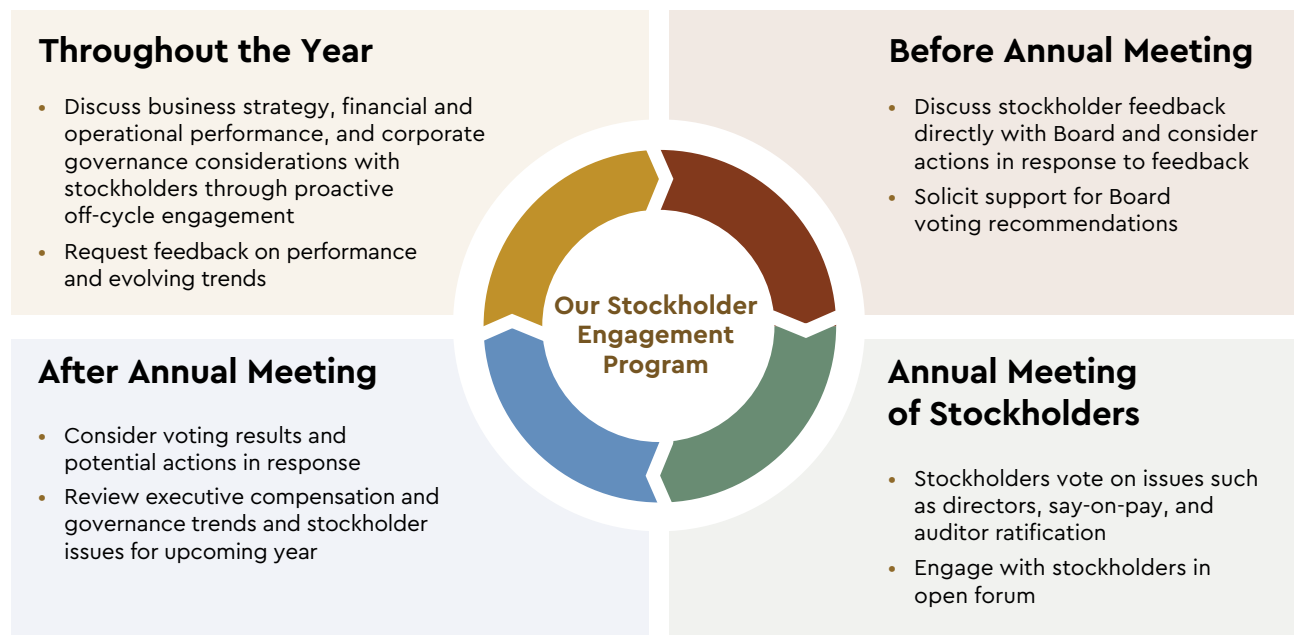 Throughout the Year
• Discuss business strategy, financial and
operational performance, and corporate
governance considerations with
stockholders through proactive
off-cycle engagement
• Request feedback on performance
and evolving trends
Before Annual Meeting
• Discuss stockholder feedback
directly with Board and consider
actions in response to feedback
• Solicit support for Board
voting recommendations
Our Stockholder
Engagement
Program
After Annual Meeting
• Consider voting results and
potential actions in response
• Review executive compensation and
governance trends and stockholder
issues for upcoming year
Annual Meeting
of Stockholders
• Stockholders vote on issues such
as directors, say-on-pay, and
auditor ratification
• Engage with stockholders in
open forum